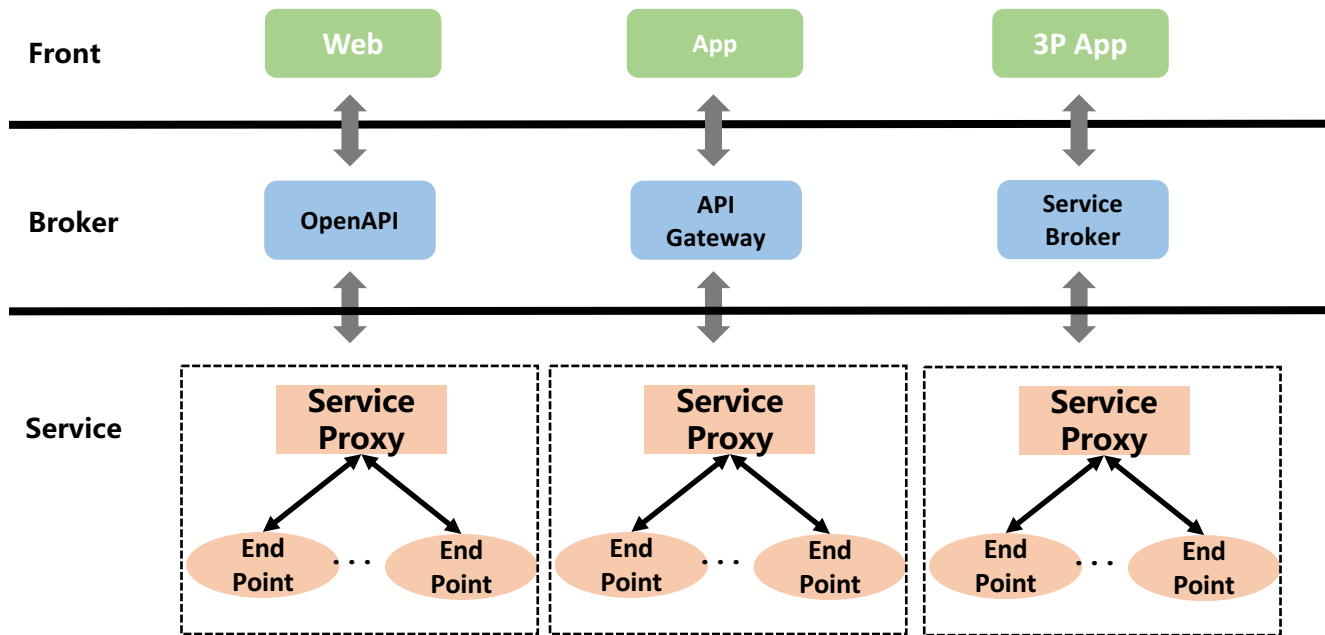 Front
Web
App
3P App
Broker
OpenAPI
API
Gateway
Service
Broker
Service
Service
Proxy
End
Point
...
End
Point
Service
Proxy
End
Point
...
End
Point
Service
Proxy
End
Point
...
End
Point